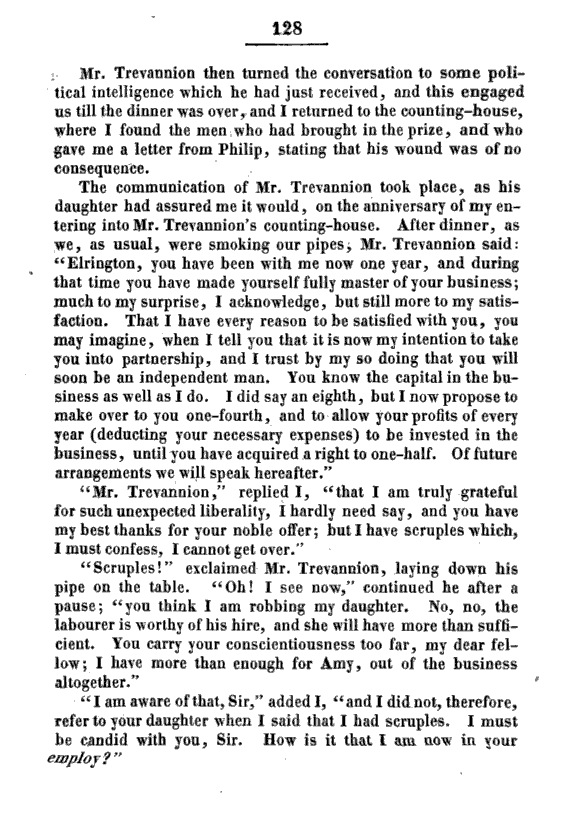 128
Mr. Trevannion then turned the conversation to some poli-
tical intelligence which he had just received, and this engaged
us till the dinner was over, and I returned to the counting-house,
where I found the men who had brought in the prize, and who
gave me a letter from Philip, stating that his wound was of no
consequence.
The communication of Mr. Trevannion took place, as his
daughter had assured me it would, on the anniversary of my en-
tering into Mr. Trevannion's counting-house. After dinner, as
we, as usual, were smoking our pipes, Mr. Trevannion said:
“Elrington, you have been with me now one year, and during
that time you have made yourself fully master of your business;
much to my surprise, I acknowledge, but still more to my satis-
faction. That I have every reason to be satisfied with you, you
may imagine, when I tell you that it is now my intention to take
you into partnership, and I trust by my so doing that you will
soon be an independent man. You know the capital in the bu-
siness as well as I do. I did say an eighth, but I now propose to
make over to you one-fourth, and to allow your profits of every
year (deducting your necessary expenses) to be invested in the
business, until you have acquired a right to one-half. Of future
arrangements we will speak hereafter.”
“Mr. Trevannion,” replied I, “that I am truly grateful
for such unexpected liberality, I hardly need say, and you have
my best thanks for your noble offer; but I have scruples which,
I must confess, I cannot get over.”
“Scruples!” exclaimed Mr. Trevannion, laying down his
pipe on the table. “Oh! I see now,” continued he after a
pause; “you think I am robbing my daughter. No, no, the
labourer is worthy of his hire, and she will have more than suffi-
cient. You carry your conscientiousness too far, my dear fel-
low; I have more than enough for Amy, out of the business
altogether.”
“I am aware of that, Sir,” added I, “and I did not, therefore,
refer to your daughter when I said that I had scruples. I must
be candid with you, Sir. How is it that I am now in your
employ?”